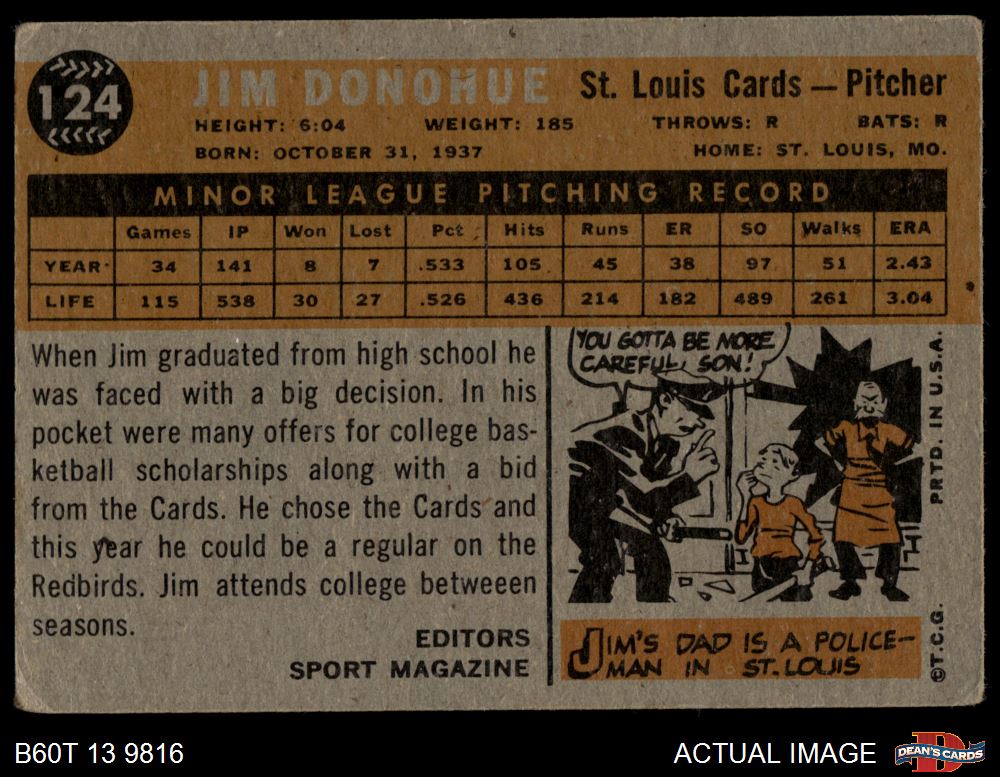 124
JIM DONOHUE St. Louis Cards — Pitcher
HEIGHT: 6:04 WEIGHT: 185 THROWS: R BATS: R
BORN: OCTOBER 31, 1937 HOME: ST. LOUIS, MO.
MINOR LEAGUE PITCHING RECORD
Games IP Won Lost Pct Hits Runs ER SO Walks ERA
YEAR 34 141 8 7 .533 105 45 38 97 51 2.43
LIFE 115 538 30 27 .526 436 214 182 489 261 3.04
When Jim graduated from high school he
was faced with a big decision. In his
pocket were many offers for college bas-
ketball scholarships along with a bid
from the Cards. He chose the Cards and
this year he could be a regular on the
Redbirds. Jim attends college betweeen
seasons.
EDITORS
SPORT MAGAZINE
YOU GOTTA BE MORE
CAREFUL, SON!
JIM'S DAD IS A POLICE-
MAN IN ST. LOUIS
©T.C.G. PRTD. IN U.S.A.
B60T 13 9816 ACTUAL IMAGE
D
DEAN'S CARDS